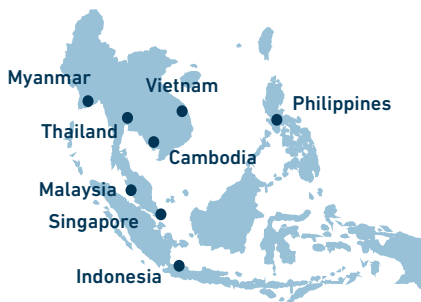 Myanmar
Vietnam
Philippines
Thailand
Cambodia
Malaysia
Singapore
Indonesia